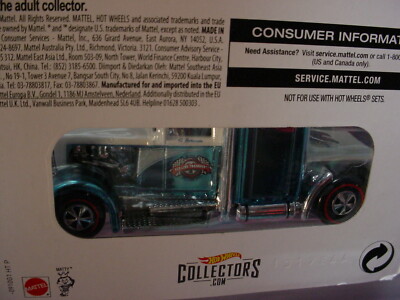 the adult collector.
All Rights Reserved. MATTEL, HOT WHEELS and associated trademarks and trade
owned by Mattel. ® and ™ designate U.S. trademarks of Mattel, except as noted. MADE IN
Consumer Services - Mattel, Inc. 636 Girard Avenue, East Aurora, NY 14052, U.S.A.
24-8697. Mattel Australia Pty. Ltd., Richmond, Victoria. 3121. Consumer Advisory Service -
5 312. Mattel East Asia Ltd., Room 503-09, North Tower, World Finance Centre, Harbour City,
tsui, HK, China. Tel.: (852) 3185-6500. Diimport & Diedarkan Oleh: Mattel Southeast Asia
, No 19-1, Tower 3 Avenue 7, Bangsar South City, No 8, Jalan Kerinchi, 59200 Kuala Lumpur,
a. Tel: 03-78803817, Fax: 03-78803867. Manufactured for and imported into the EU
Mattel Europa B.V., Gondel 1, 1186 MJ Amstelveen, Nederland. Additionally distributed in the EU
ttel U.K. Ltd., Vanwall Business Park, Maidenhead SL6 4UB. Helpline 01628 500303.
CONSUMER INFORMAT
Need Assistance? Visit service.mattel.com or call 1-800
(US and Canada only).
SERVICE.MATTEL.COM
NOT FOR USE WITH HOT WHEELS® SETS.
MATTEL
HOT WHEELS
COLLECTORS
.COM